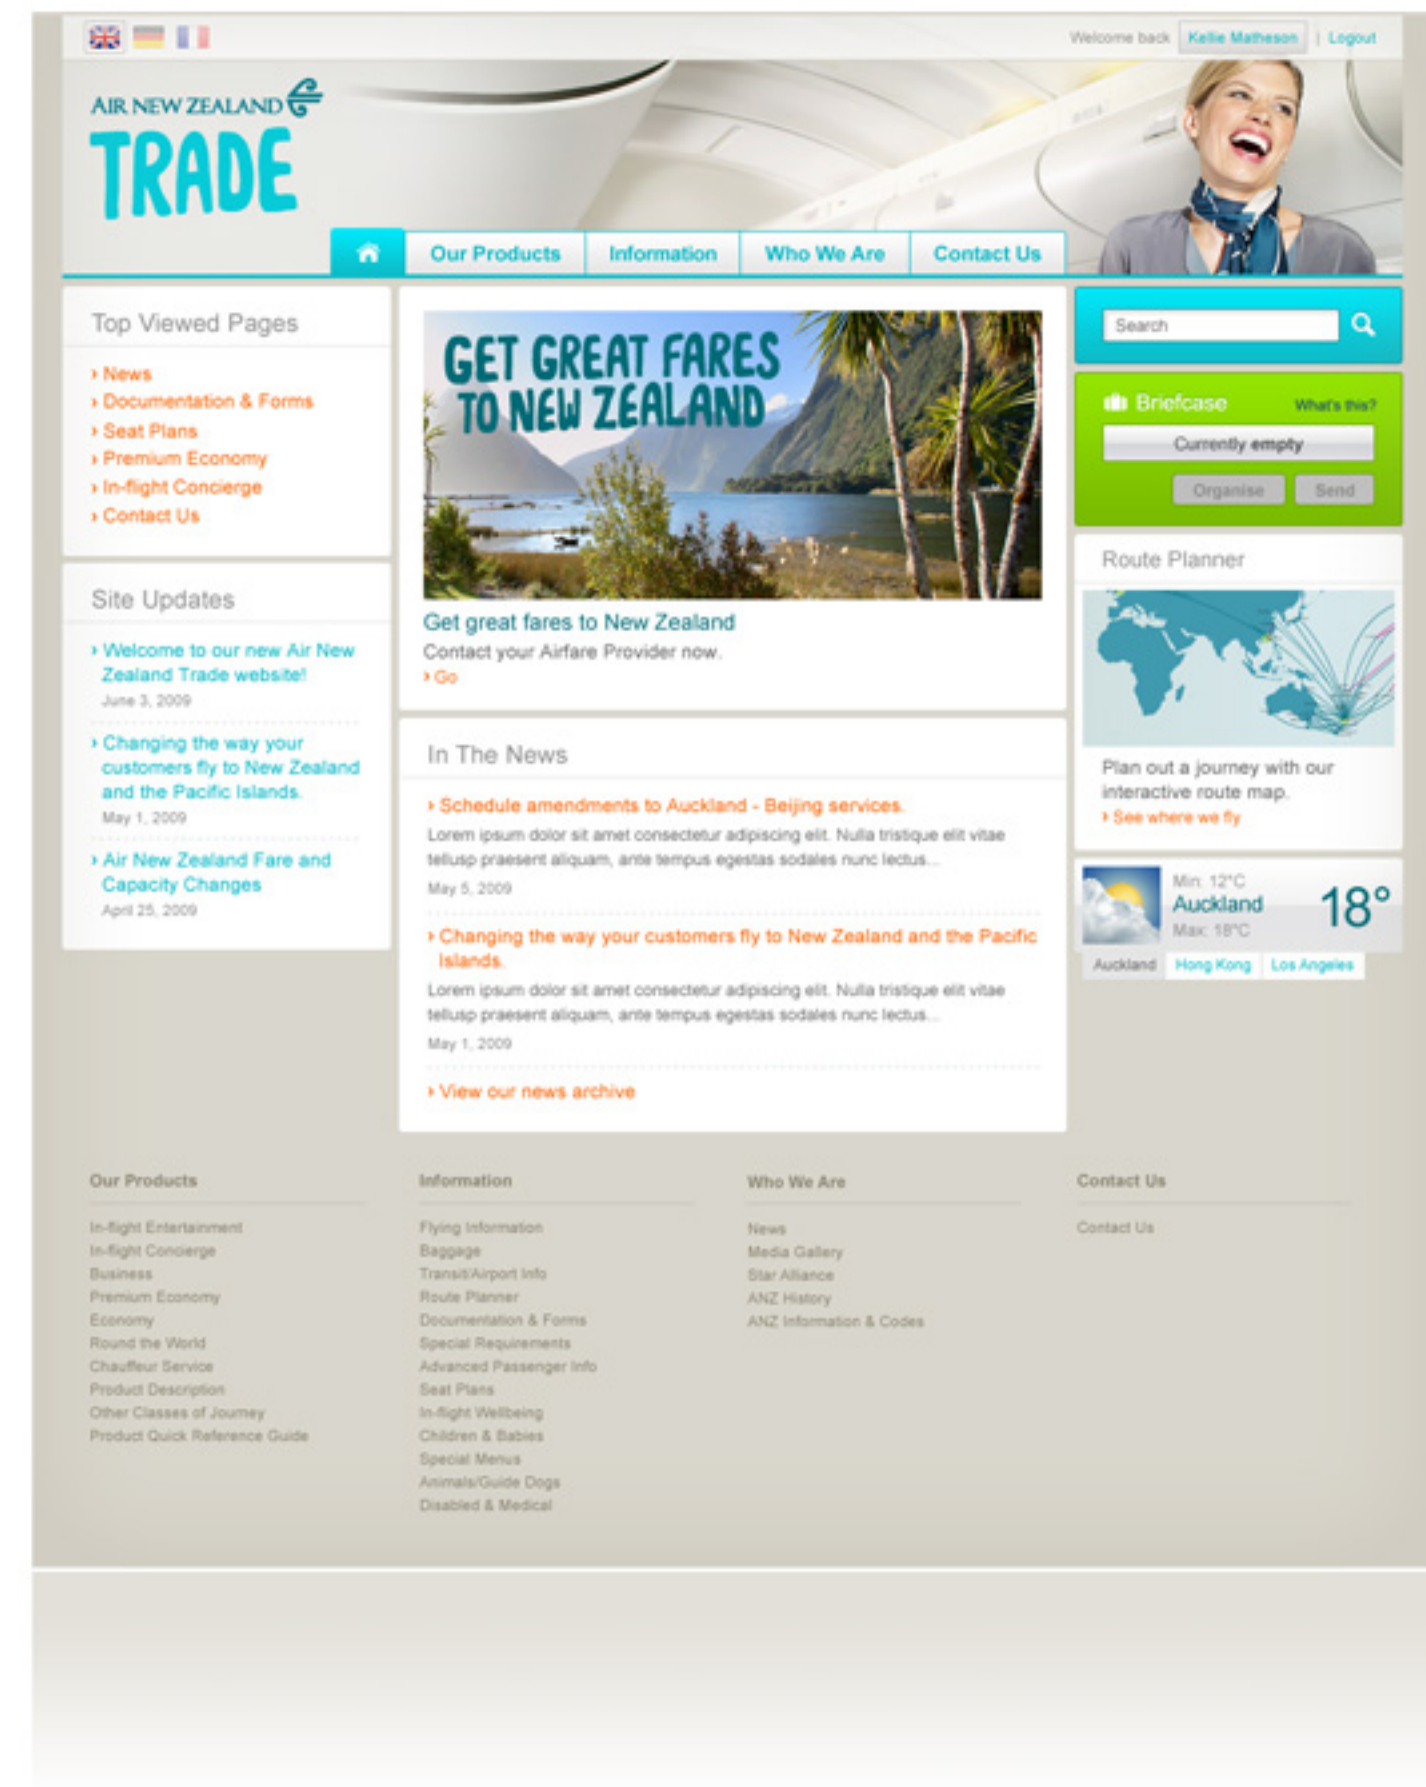 Welcome back Kellie Matheson | Logout
AIR NEW ZEALAND
TRADE
Our Products Information Who We Are Contact Us
Top Viewed Pages
News
Documentation & Forms
Seat Plans
Premium Economy
In-flight Concierge
Contact Us
Site Updates
Welcome to our new Air New
Zealand Trade website!
June 3, 2009
Changing the way your
customers fly to New Zealand
and the Pacific Islands.
May 1, 2009
Air New Zealand Fare and
Capacity Changes
April 25, 2009
GET GREAT FARES
TO NEW ZEALAND
Get great fares to New Zealand
Contact your Airfare Provider now.
Go
In The News
Schedule amendments to Auckland - Beijing services.
Lorem ipsum dolor sit amet consectetur adipiscing elit. Nulla tristique elit vitae
tellusp praesent aliquam, ante tempus egestas sodales nunc lectus...
May 5, 2009
Changing the way your customers fly to New Zealand and the Pacific
Islands.
Lorem ipsum dolor sit amet consectetur adipiscing elit. Nulla tristique elit vitae
tellusp praesent aliquam, ante tempus egestas sodales nunc lectus...
May 1, 2009
View our news archive
Search
Briefcase What's this?
Currently empty
Organise Send
Route Planner
Plan out a journey with our
interactive route map.
See where we fly
Min: 12°C
Auckland
Max: 18°C
18°
Auckland Hong Kong Los Angeles
Our Products
In-flight Entertainment
In-flight Concierge
Business
Premium Economy
Economy
Round the World
Chauffeur Service
Product Description
Other Classes of Journey
Product Quick Reference Guide
Information
Flying Information
Baggage
Transit/Airport Info
Route Planner
Documentation & Forms
Special Requirements
Advanced Passenger Info
Seat Plans
In-flight Wellbeing
Children & Babies
Special Menus
Animals/Guide Dogs
Disabled & Medical
Who We Are
News
Media Gallery
Star Alliance
ANZ History
ANZ Information & Codes
Contact Us
Contact Us